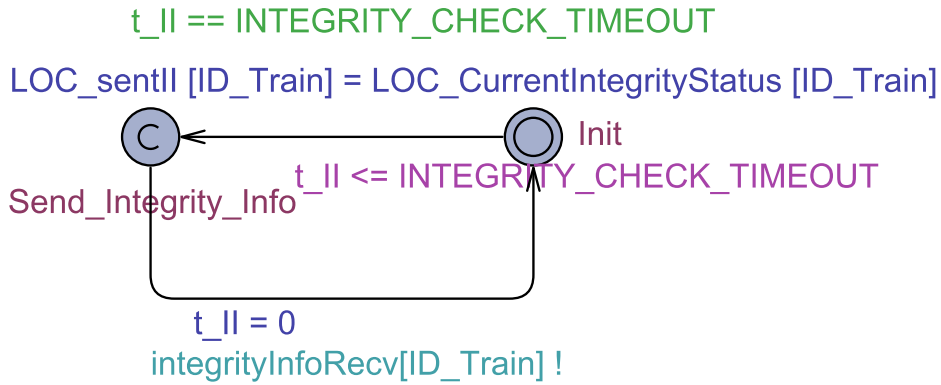 t_II == INTEGRITY_CHECK_TIMEOUT
LOC_sentII [ID_Train] = LOC_CurrentIntegrityStatus [ID_Train]
C
Init
t_II <= INTEGRITY_CHECK_TIMEOUT
Send_Integrity_Info
t_II = 0
integrityInfoRecv[ID_Train] !